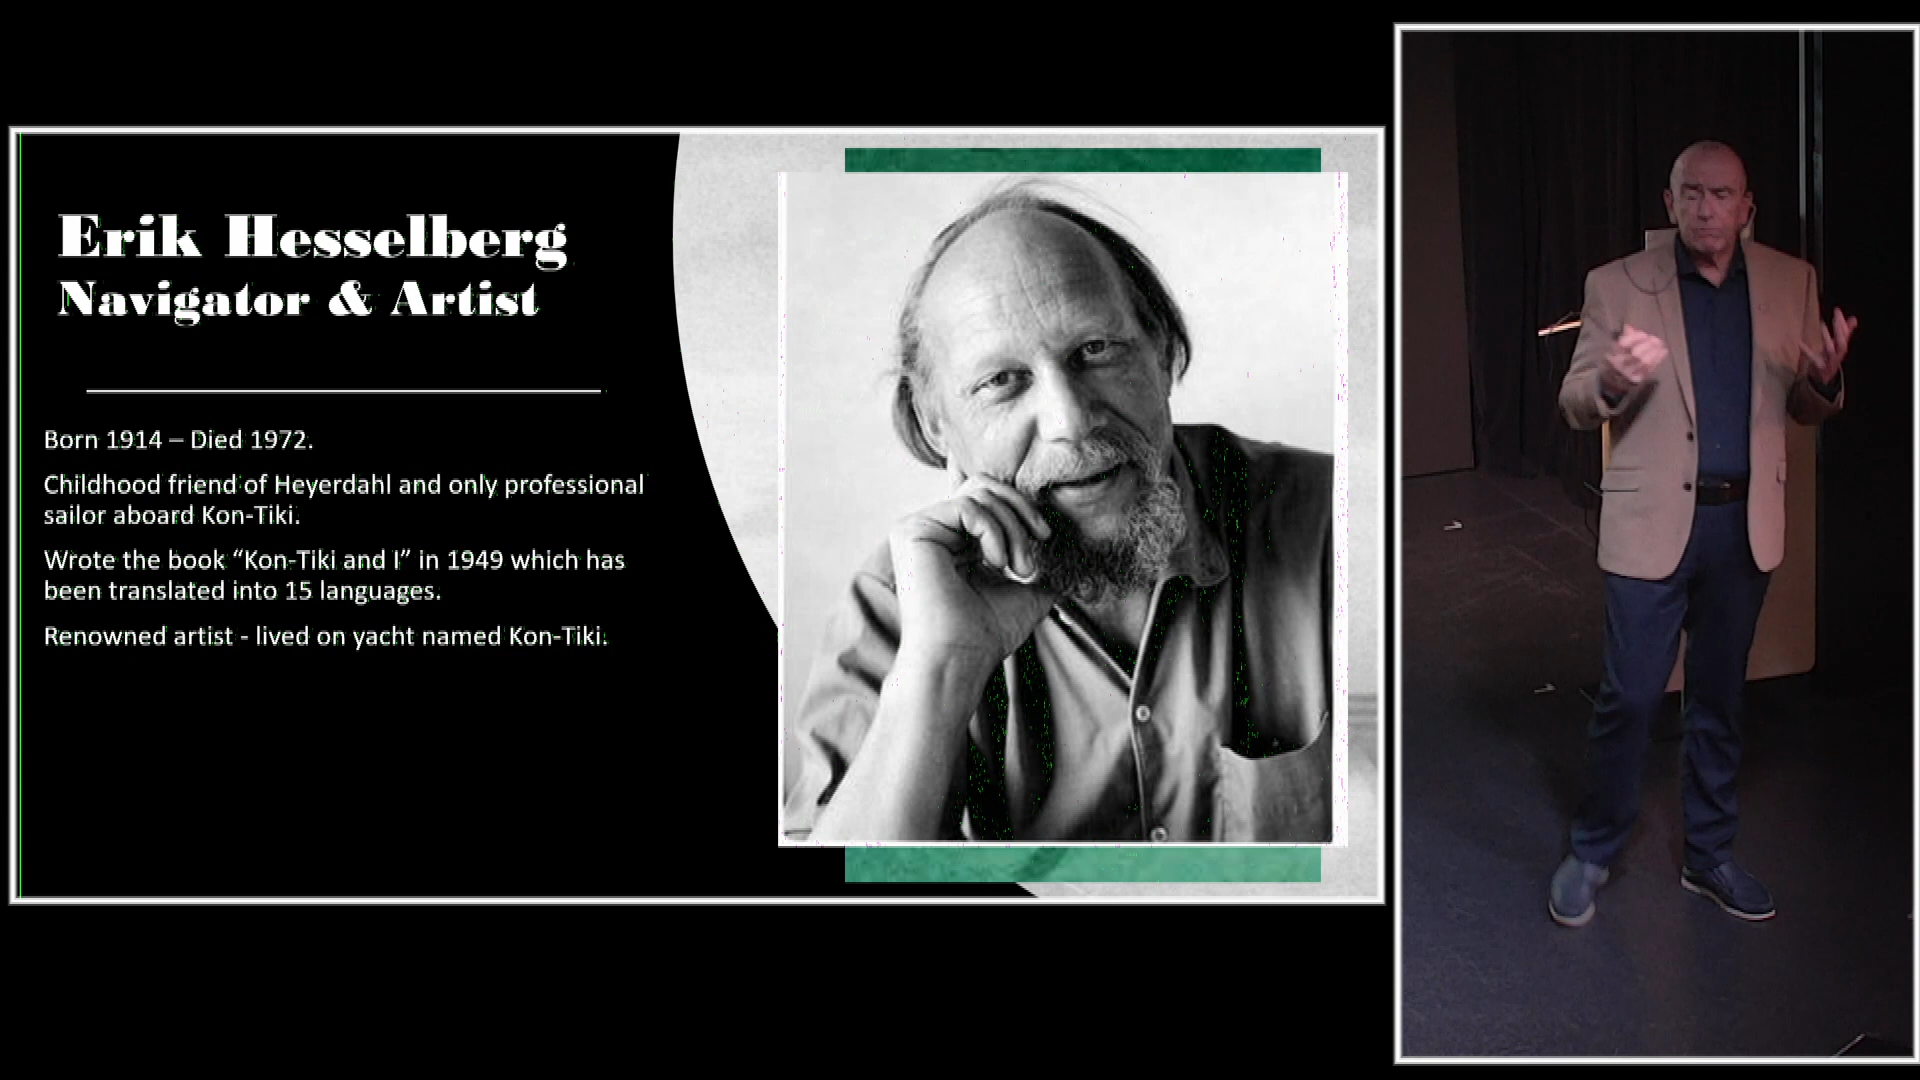 Erik Hesselberg
Navigator & Artist
Born 1914 – Died 1972.
Childhood friend of Heyerdahl and only professional
sailor aboard Kon-Tiki.
Wrote the book “Kon-Tiki and I” in 1949 which has
been translated into 15 languages.
Renowned artist - lived on yacht named Kon-Tiki.